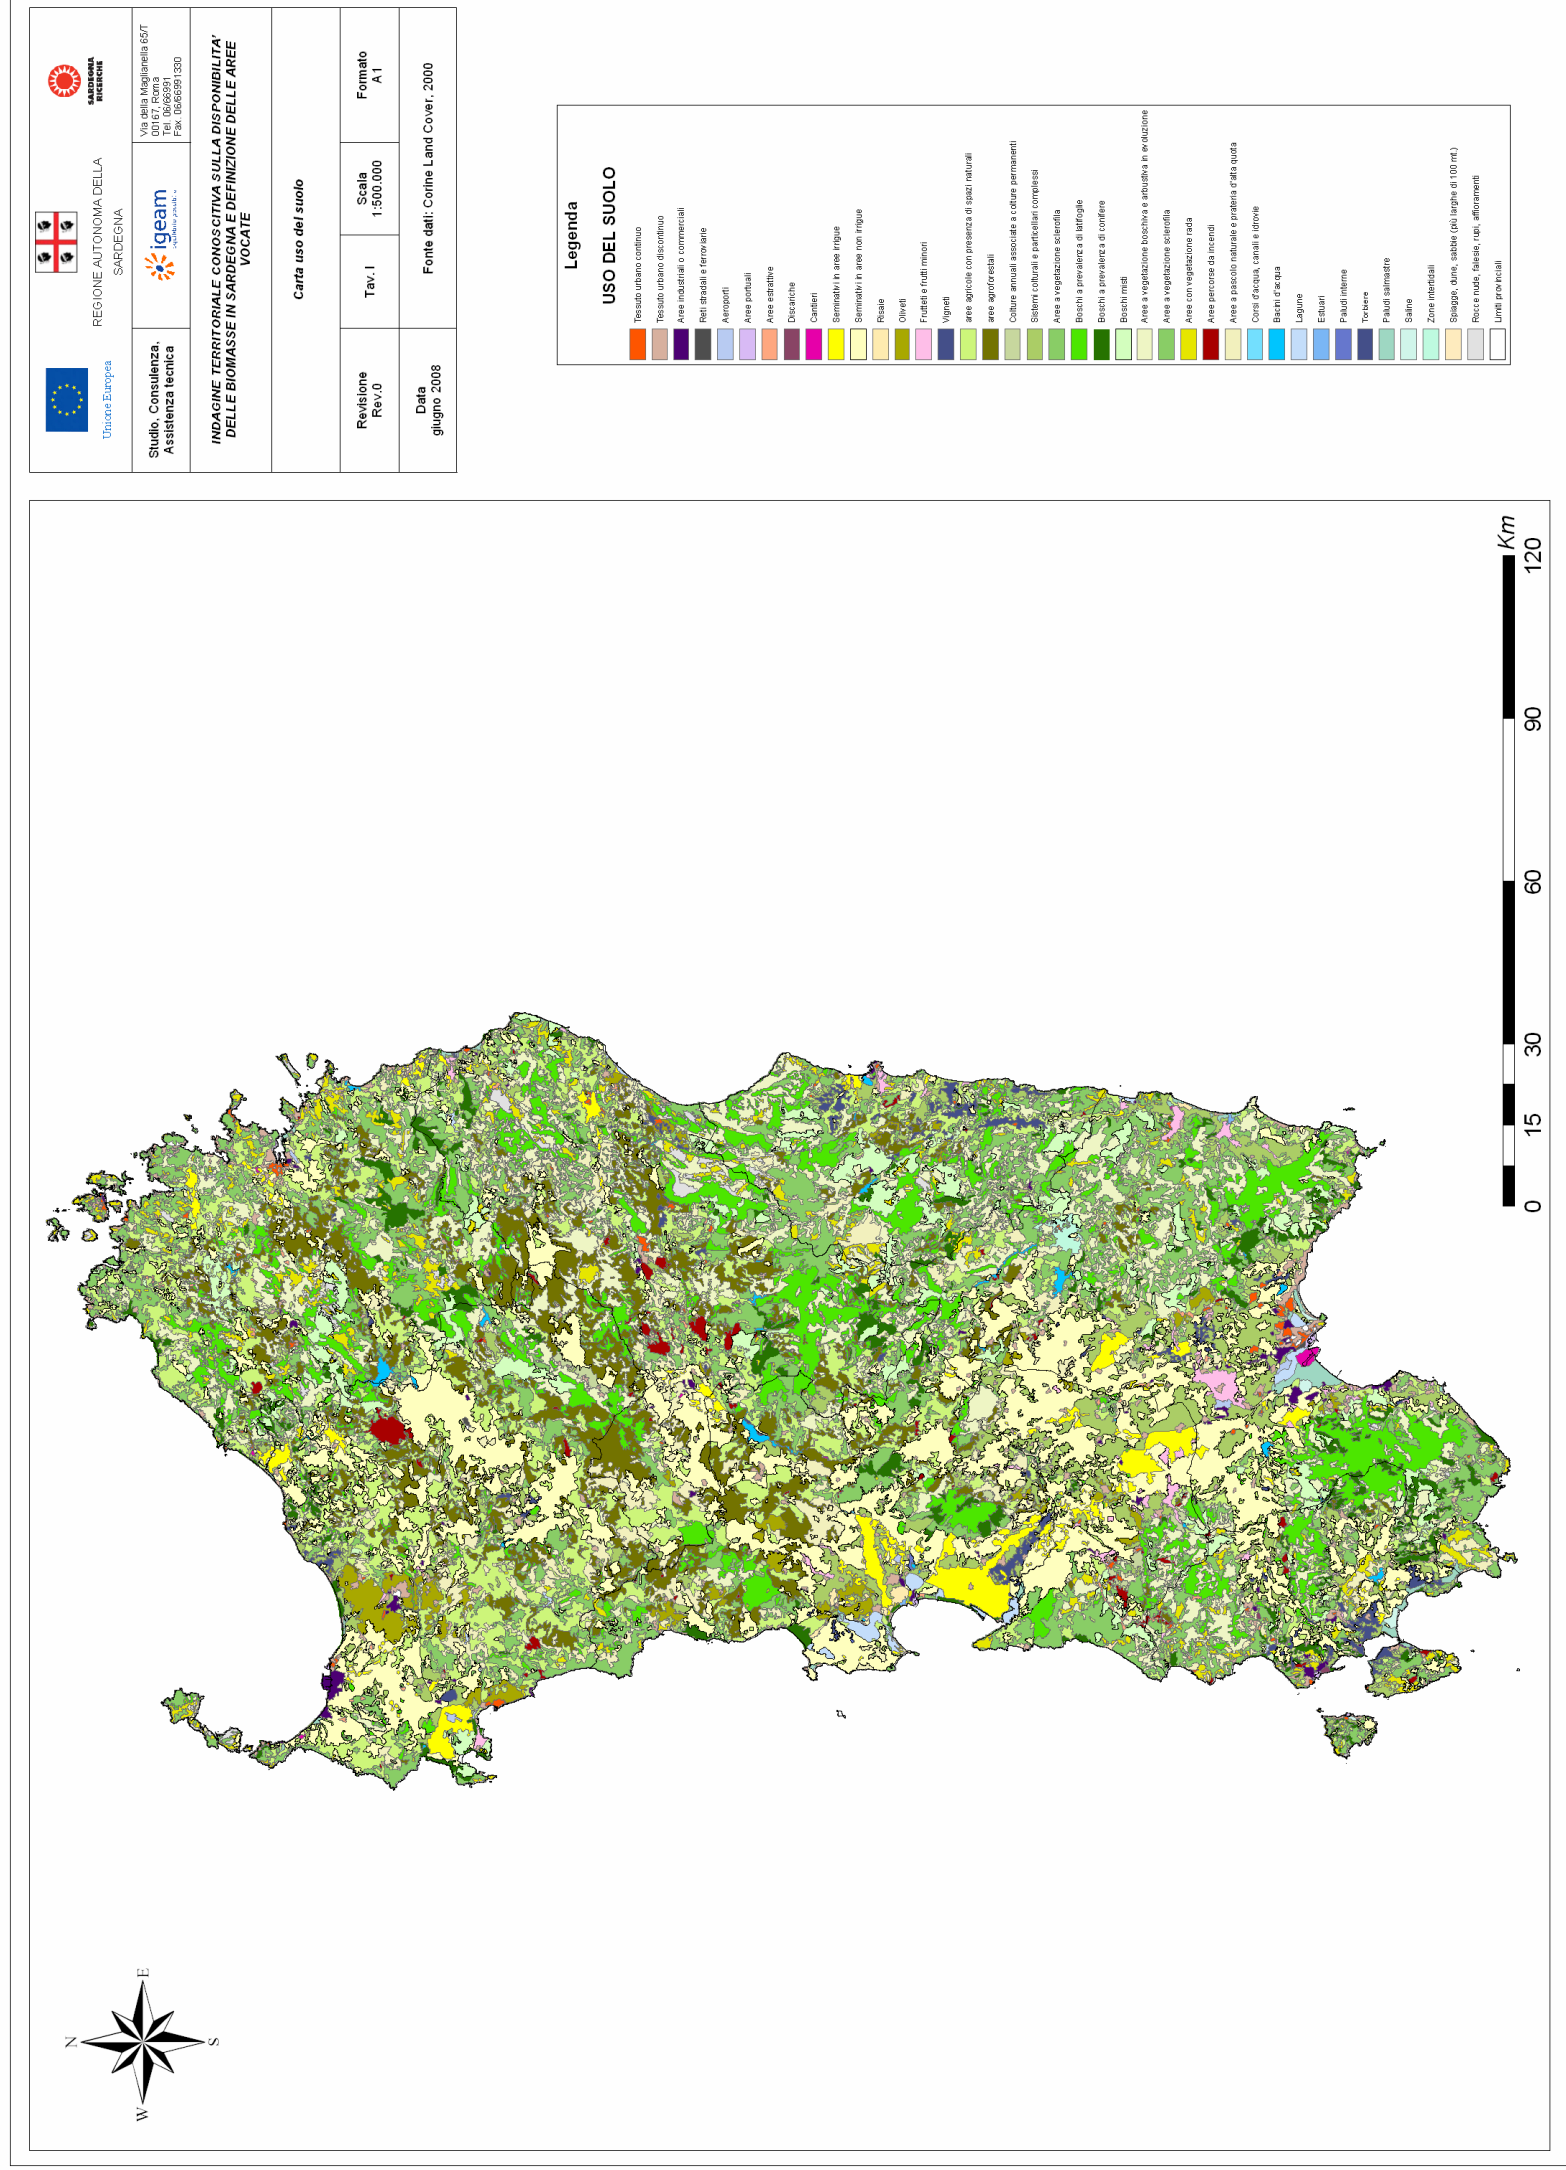 Unione Europea
REGIONE AUTONOMA DELLA
SARDEGNA
SARDEGNA
RICERCHE
Studio, Consulenza,
Assistenza tecnica
igeam
Via della Maglianella 65/T
00167, Roma
Tel. 06/66991
Fax. 06/66991330
INDAGINE TERRITORIALE CONOSCITIVA SULLA DISPONIBILITA'
DELLE BIOMASSE IN SARDEGNA E DEFINIZIONE DELLE AREE
VOCATE
Carta uso del suolo
Revisione
Rev.0
Tav. I
Scala
1:500.000
Formato
A1
Data
giugno 2008
Fonte dati: Corine Land Cover, 2000
Legenda
USO DEL SUOLO
Tessuto urbano continuo
Tessuto urbano discontinuo
Aree industriali o commerciali
Reti stradali e ferroviarie
Aeroporti
Aree portuali
Aree estrattive
Discariche
Cantieri
Seminativi in aree irrigue
Seminativi in aree non irrigue
Risaie
Oliveti
Frutteti e frutti minori
Vigneti
aree agricole con presenza di spazi naturali
aree agroforestali
Colture annuali associate a colture permanenti
Sistemi colturali e particellari complessi
Aree a vegetazione sclerofila
Boschi a prevalenza di latifoglie
Boschi a prevalenza di conifere
Boschi misti
Aree a vegetazione boschiva e arbustiva in evoluzione
Aree a vegetazione sclerofila
Aree con vegetazione rada
Aree percorse da incendi
Aree a pascolo naturale e prateria d'alta quota
Corsi d'acqua, canali e idrovie
Bacini d'acqua
Lagune
Estuari
Paludi interne
Torbiere
Paludi salmastre
Saline
Zone intertidali
Spiagge, dune, sabbie (più larghe di 100 mt.)
Rocce nude, falesie, rupi, affioramenti
Limiti provinciali
N
W
E
S
Km
0
15
30
60
90
120